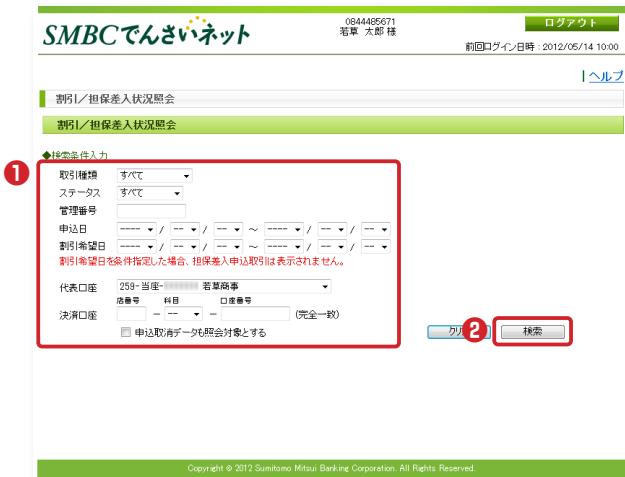 SMBCでんさいネット
0844485671
若草 太郎 様
ログアウト
前回ログイン日時：2012/05/14 10:00
ヘルプ
割引／担保差入状況照会
割引／担保差入状況照会
◆検索条件入力
1
取引種類 すべて
ステータス すべて
管理番号
申込日 ---- / -- / -- ～ ---- / -- / --
割引希望日 ---- / -- / -- ～ ---- / -- / --
割引希望日を条件指定した場合、担保差入申込取引は表示されません。
代表口座 259-当座- 若草商事
店番号 科目 口座番号
決済口座 － -- － (完全一致)
申込取消データも照会対象とする
2 検索
Copyright © 2012 Sumitomo Mitsui Banking Corporation. All Rights Reserved.